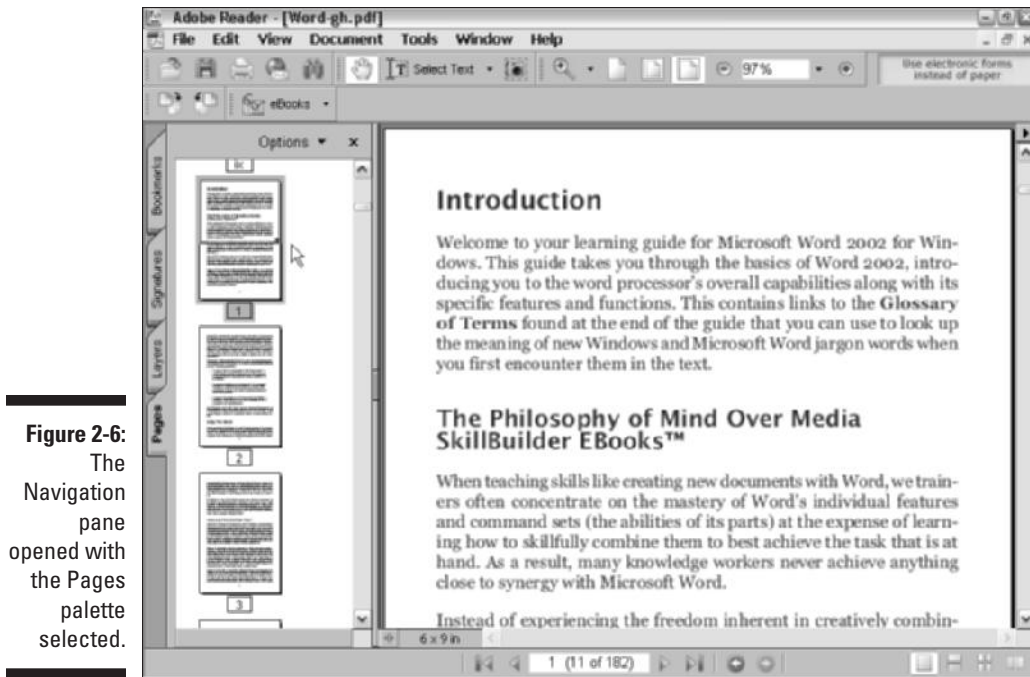 Adobe Reader - [Word-gh.pdf]
File Edit View Document Tools Window Help
Select Text
97%
Use electronic forms
instead of paper
eBooks
Options
x
Bookmarks
Signatures
Layers
Pages
ix
1
2
3
Introduction
Welcome to your learning guide for Microsoft Word 2002 for Win-
dows. This guide takes you through the basics of Word 2002, intro-
ducing you to the word processor's overall capabilities along with its
specific features and functions. This contains links to the Glossary
of Terms found at the end of the guide that you can use to look up
the meaning of new Windows and Microsoft Word jargon words when
you first encounter them in the text.
The Philosophy of Mind Over Media
SkillBuilder EBooks™
When teaching skills like creating new documents with Word, we train-
ers often concentrate on the mastery of Word's individual features
and command sets (the abilities of its parts) at the expense of learn-
ing how to skillfully combine them to best achieve the task that is at
hand. As a result, many knowledge workers never achieve anything
close to synergy with Microsoft Word.
Instead of experiencing the freedom inherent in creatively combin-
6 x 9 in
1 (11 of 182)
Figure 2-6:
The
Navigation
pane
opened with
the Pages
palette
selected.